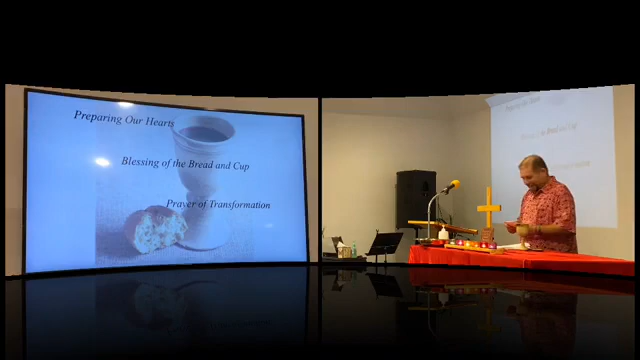 Preparing Our Hearts
Blessing of the Bread and Cup
Prayer of Transformation